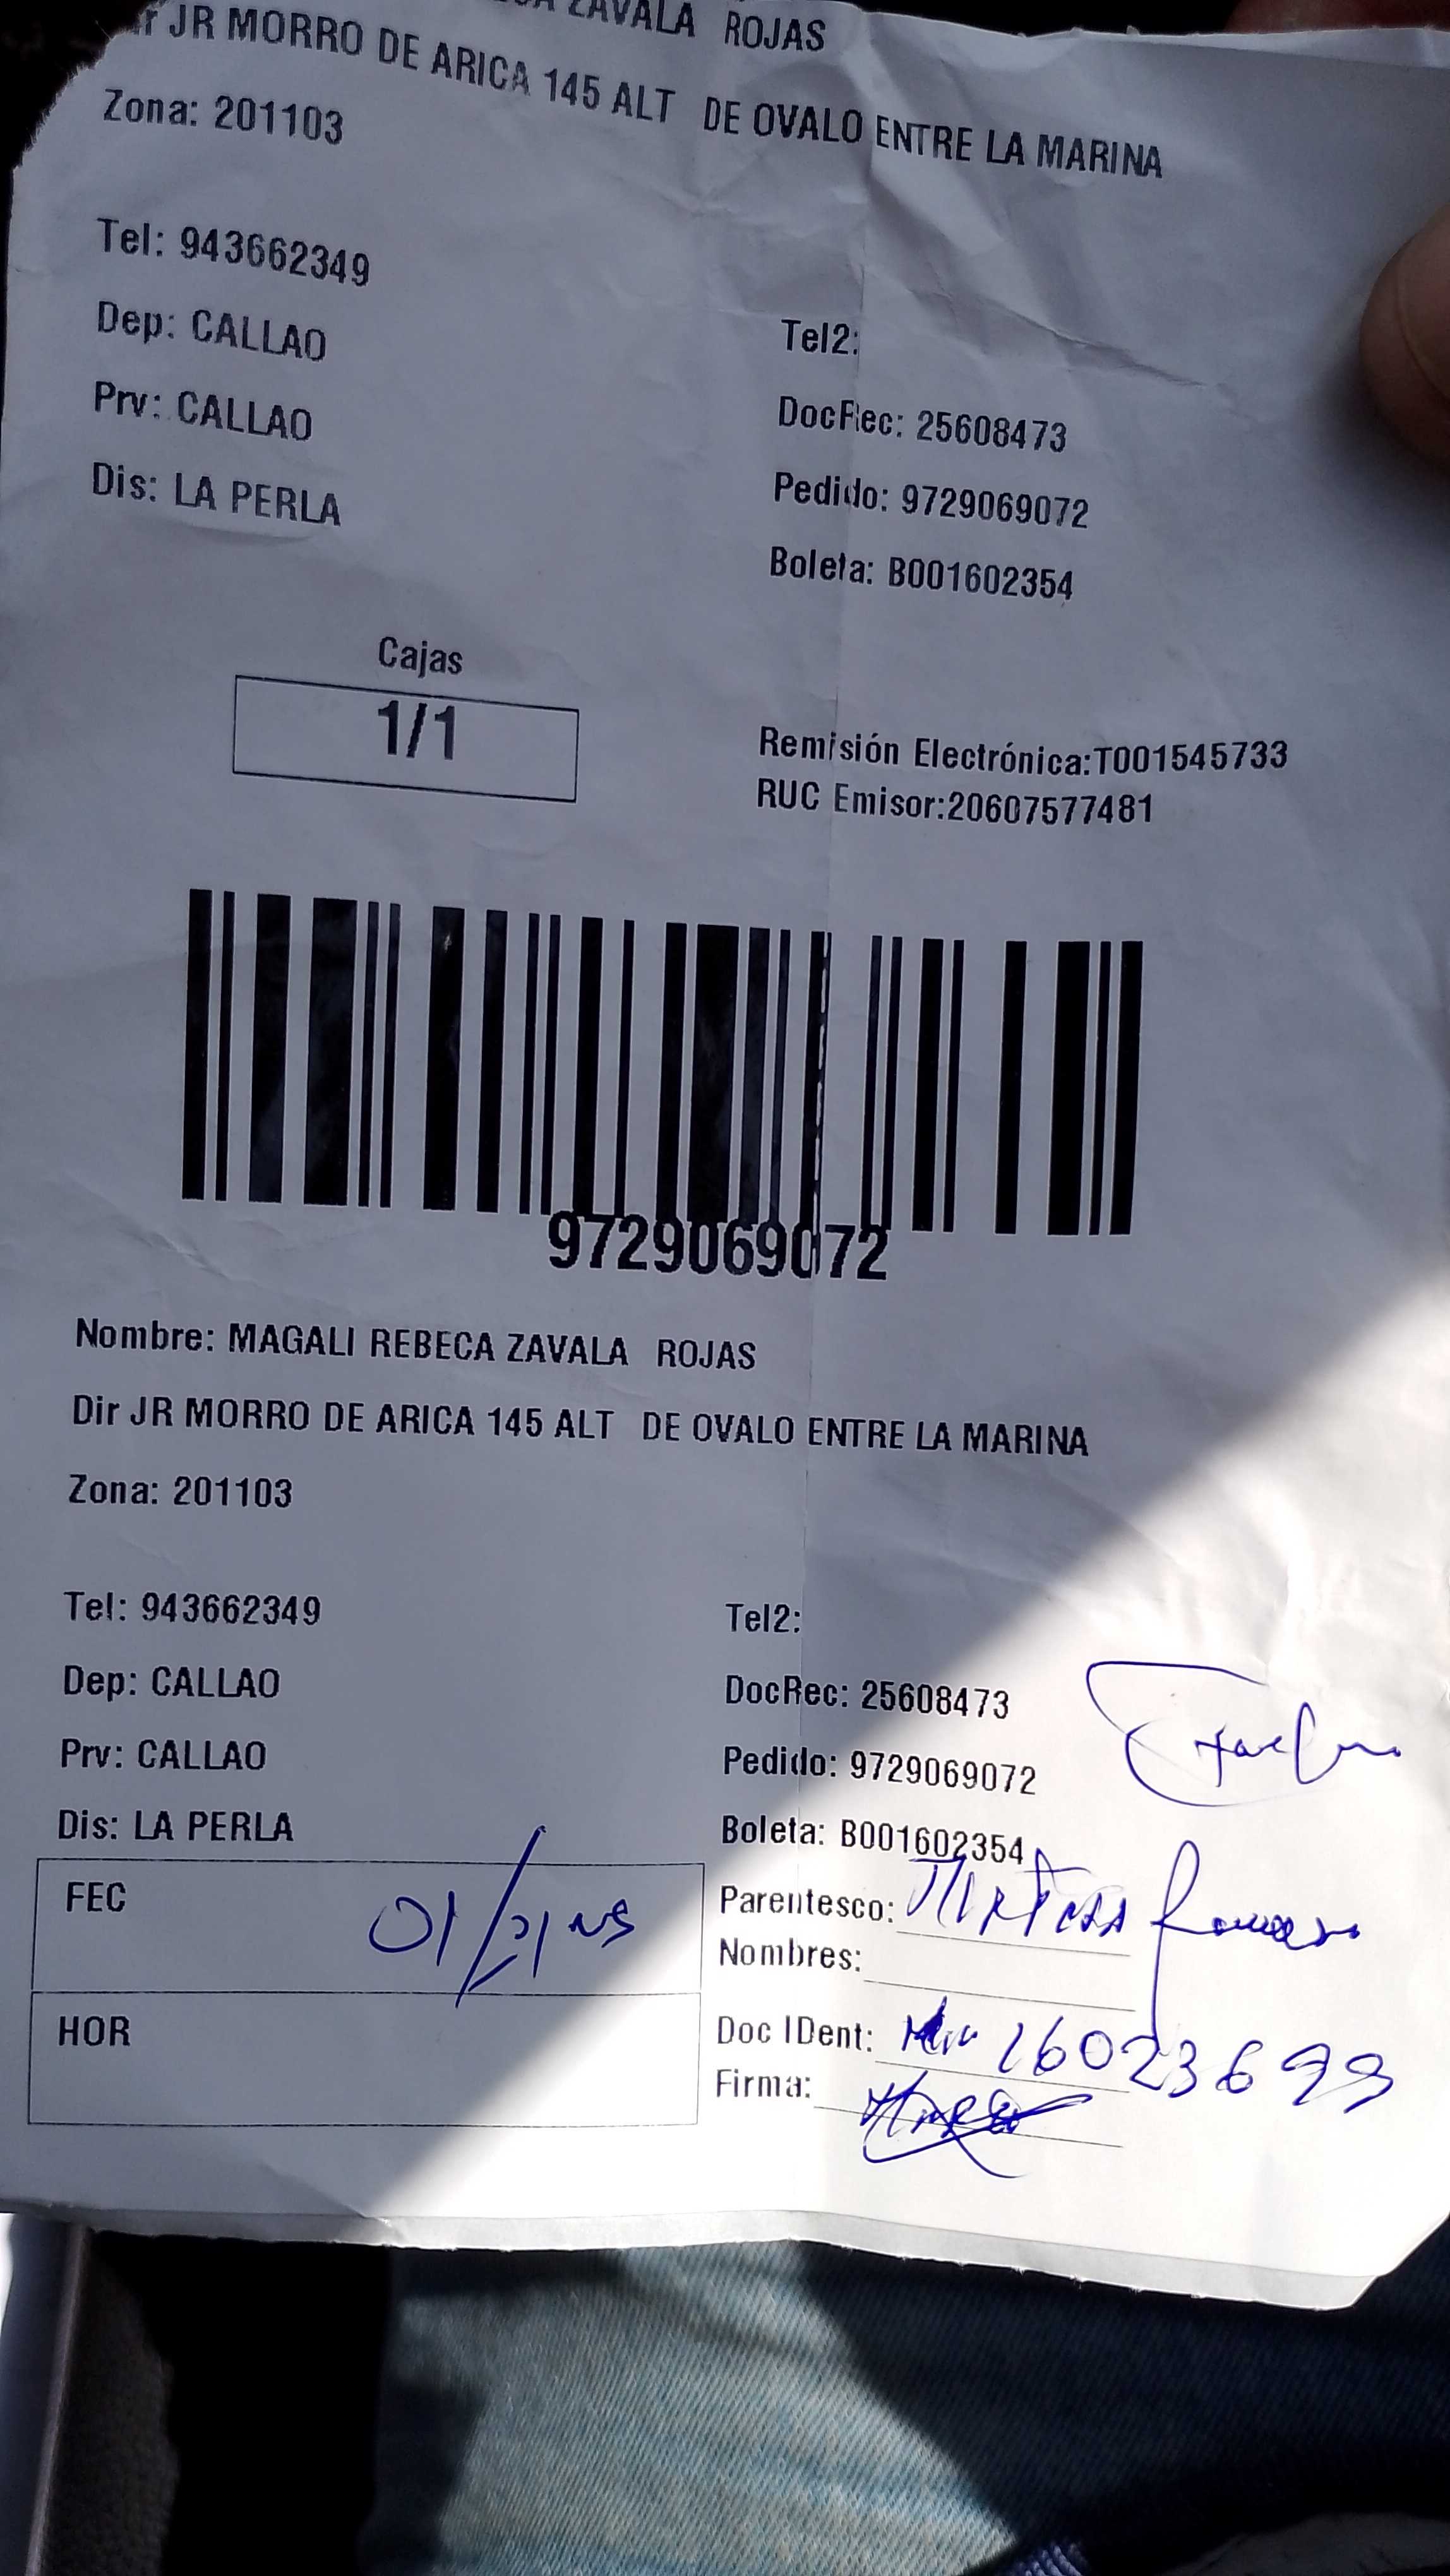 ZAVALA ROJAS
JR MORRO DE ARICA 145 ALT DE OVALO ENTRE LA MARINA
Zona: 201103
Tel: 943662349
Tel2:
Dep: CALLAO
DocRec: 25608473
Prv: CALLAO
Pedido: 9729069072
Dis: LA PERLA
Boleta: B001602354
Cajas
1/1
Remisión Electrónica:T001545733
RUC Emisor:20607577481
9729069072
Nombre: MAGALI REBECA ZAVALA ROJAS
Dir JR MORRO DE ARICA 145 ALT DE OVALO ENTRE LA MARINA
Zona: 201103
Tel: 943662349
Tel2:
Dep: CALLAO
DocRec: 25608473
Prv: CALLAO
Pedido: 9729069072
Dis: LA PERLA
Boleta: B001602354
FEC
Parentesco:
Nombres:
HOR
Doc IDent: 16023699
Firma: